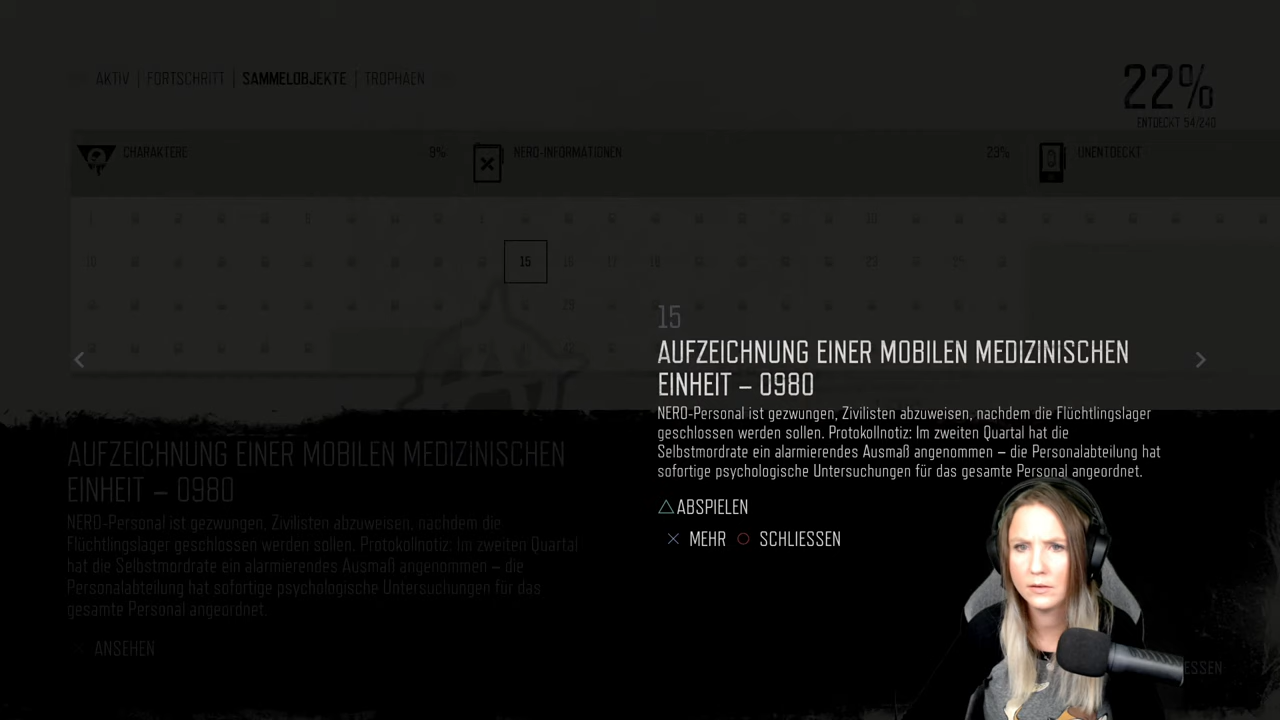 AKTIV | FORTSCHRITT | SAMMELOBJEKTE | TROPHÄEN
22%
ENTDECKT 54/240
CHARAKTERE 9% NERO-INFORMATIONEN 23% UNENTDECKT
15
15
AUFZEICHNUNG EINER MOBILEN MEDIZINISCHEN
EINHEIT – 0980
NERO-Personal ist gezwungen, Zivilisten abzuweisen, nachdem die Flüchtlingslager
geschlossen werden sollen. Protokollnotiz: Im zweiten Quartal hat die
Selbstmordrate ein alarmierendes Ausmaß angenommen – die Personalabteilung hat
sofortige psychologische Untersuchungen für das gesamte Personal angeordnet.
ABSPIELEN
MEHR SCHLIESSEN
AUFZEICHNUNG EINER MOBILEN MEDIZINISCHEN
EINHEIT – 0980
NERO-Personal ist gezwungen, Zivilisten abzuweisen, nachdem die
Flüchtlingslager geschlossen werden sollen. Protokollnotiz: Im zweiten Quartal
hat die Selbstmordrate ein alarmierendes Ausmaß angenommen – die
Personalabteilung hat sofortige psychologische Untersuchungen für das
gesamte Personal angeordnet.
ANSEHEN